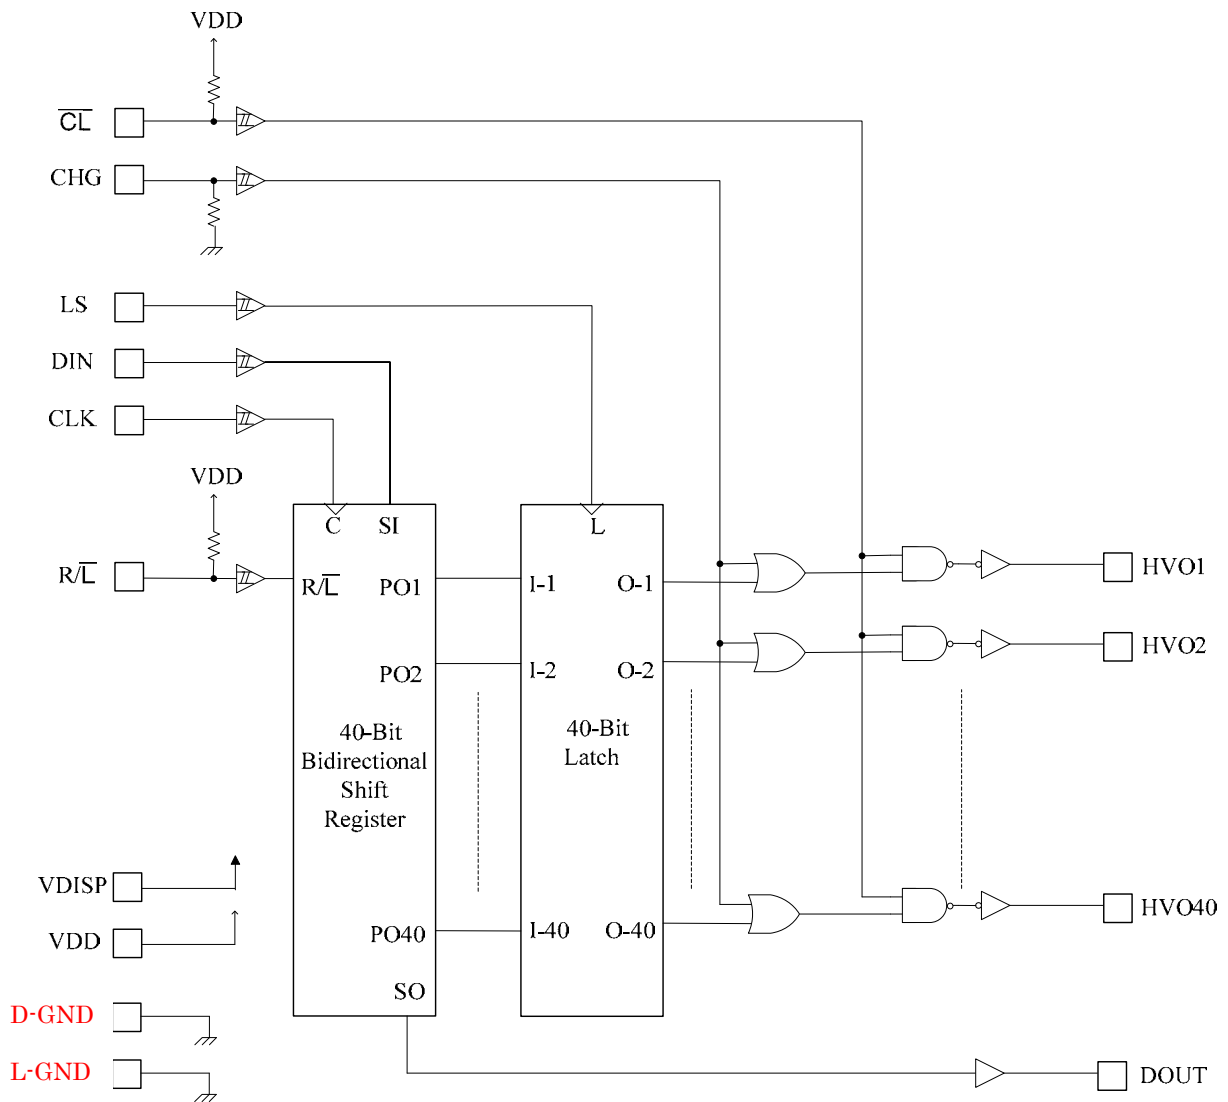 VDD
C̅L̅
CHG
LS
DIN
CLK
VDD
R/L̅
C SI
R/L̅ PO1
PO2
40-Bit
Bidirectional
Shift
Register
PO40
SO
L
I-1 O-1
I-2 O-2
40-Bit
Latch
I-40 O-40
HVO1
HVO2
HVO40
VDISP
VDD
D-GND
L-GND
DOUT